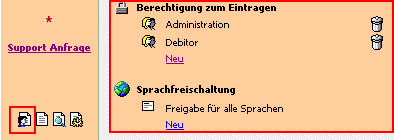 *
Support Anfrage
Berechtigung zum Eintragen
Administration
Debitor
Neu
Sprachfreischaltung
Freigabe für alle Sprachen
Neu